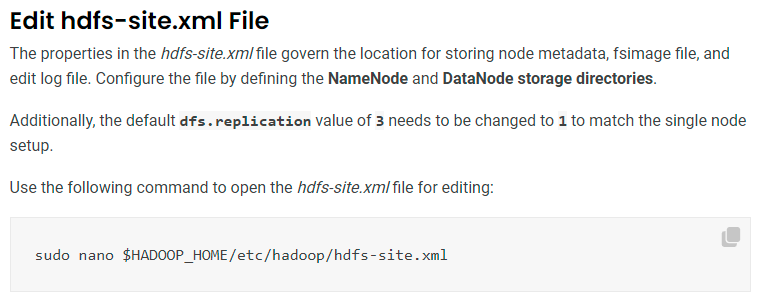 Edit hdfs-site.xml File
The properties in the hdfs-site.xml file govern the location for storing node metadata, fsimage file, and
edit log file. Configure the file by defining the NameNode and DataNode storage directories.
Additionally, the default dfs.replication value of 3 needs to be changed to 1 to match the single node
setup.
Use the following command to open the hdfs-site.xml file for editing:
sudo nano $HADOOP_HOME/etc/hadoop/hdfs-site.xml